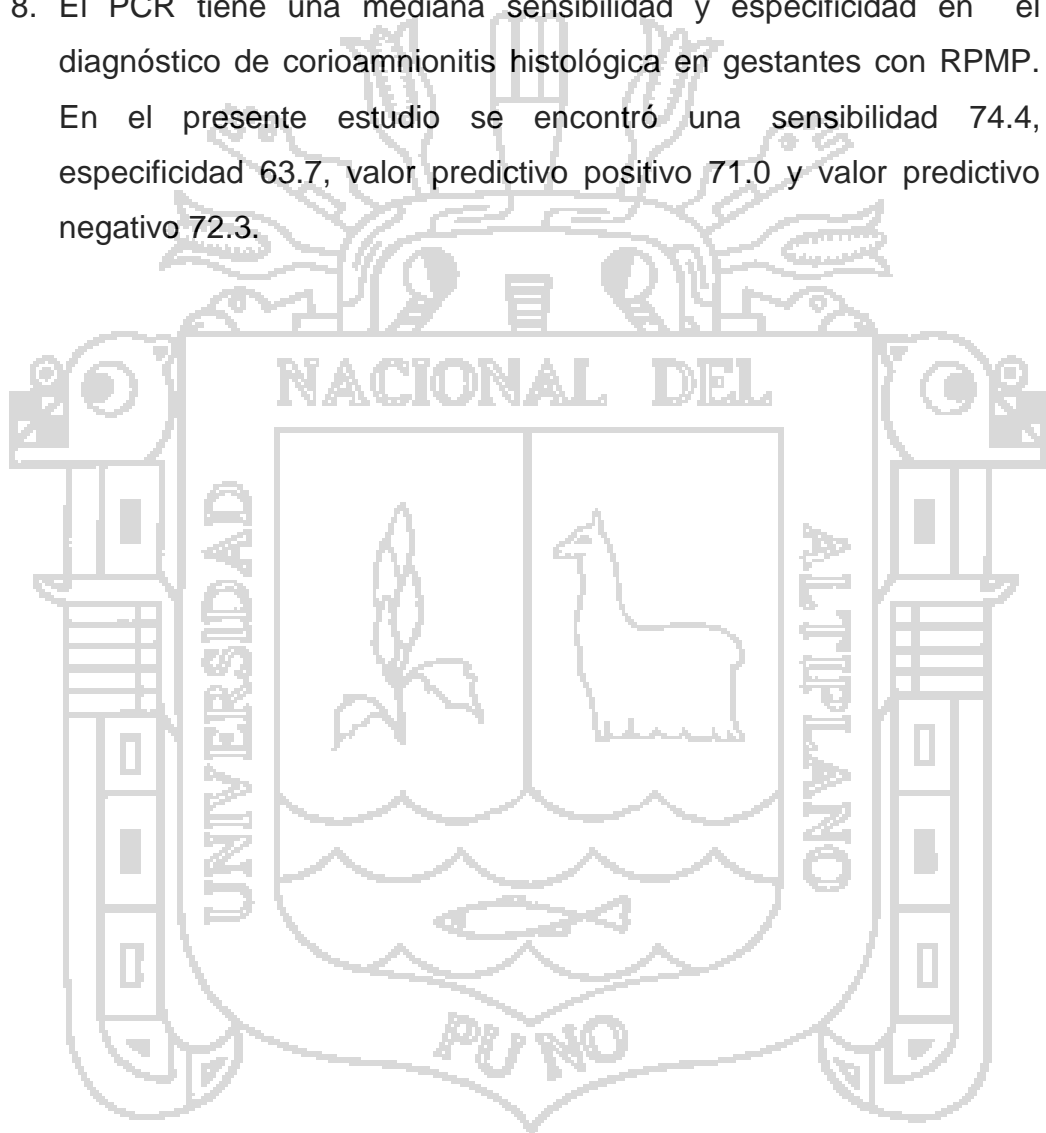 8. El PCR tiene una mediana sensibilidad y especificidad en el
diagnóstico de corioamnionitis histológica en gestantes con RPMP.
En el presente estudio se encontró una sensibilidad 74.4,
especificidad 63.7, valor predictivo positivo 71.0 y valor predictivo
negativo 72.3.
NACIONAL DEL
UNIVERSIDAD
ALTIPLANO
PUNO